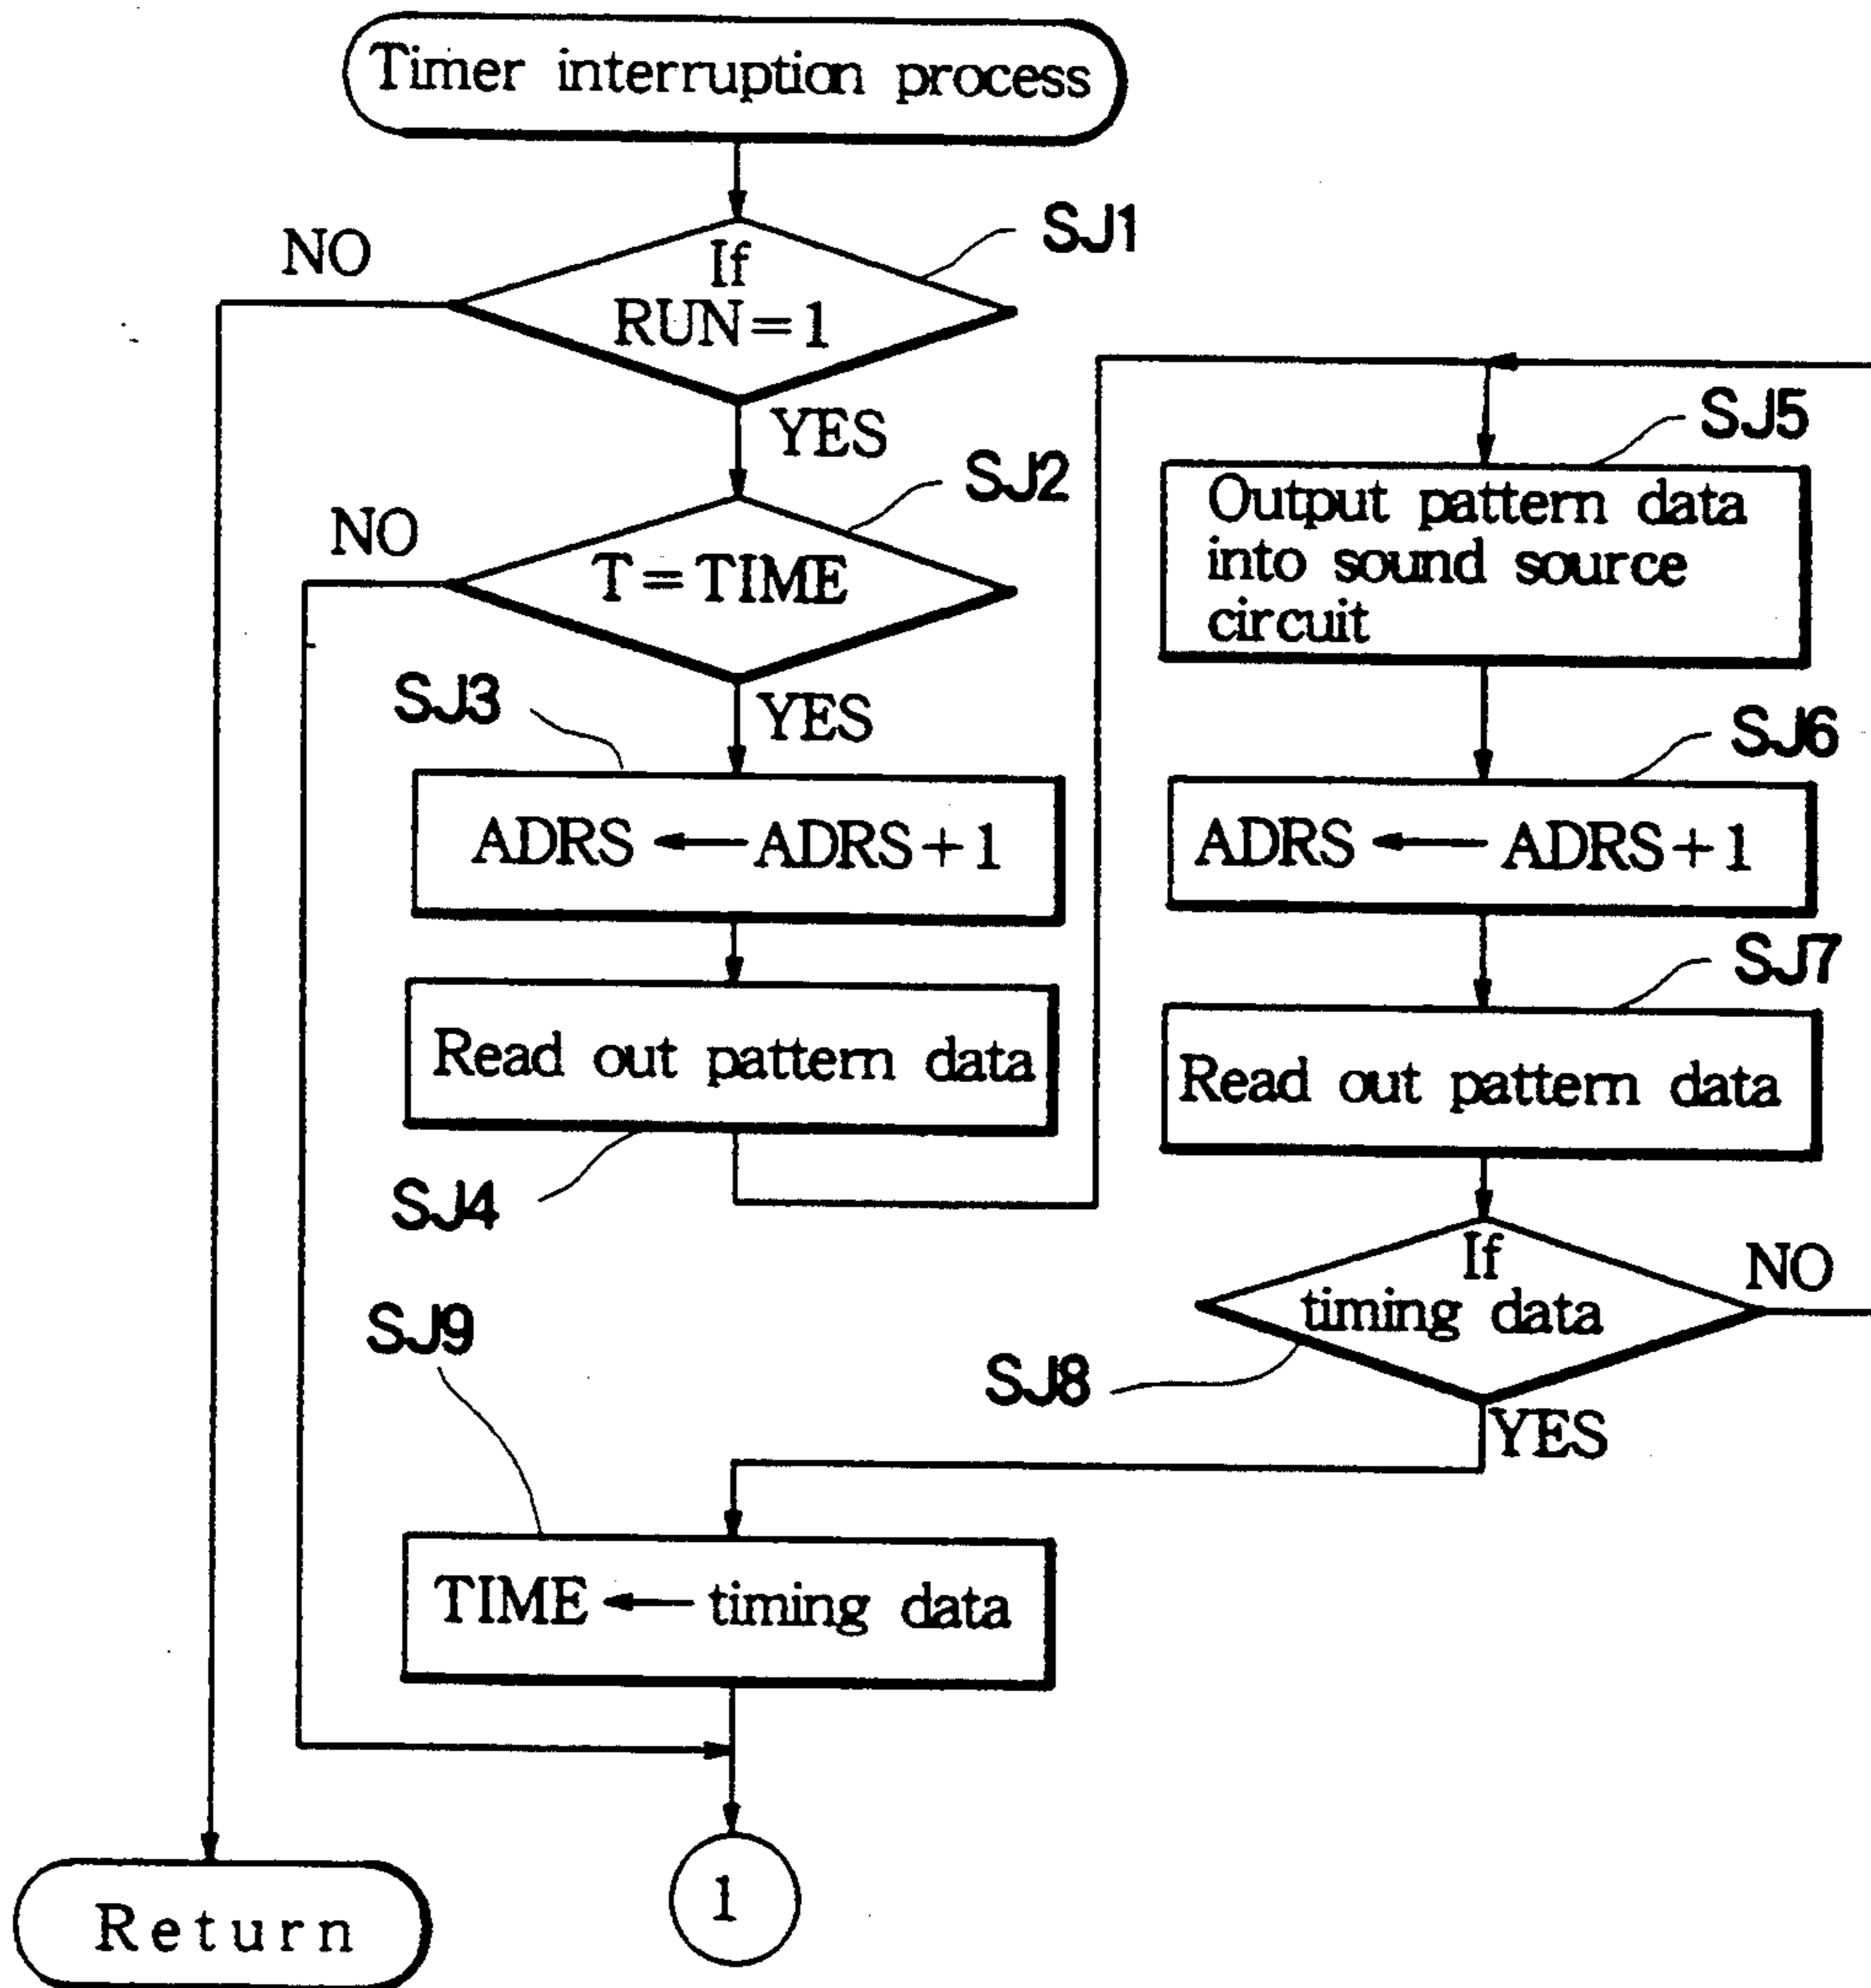 Timer interruption process
SJ1
NO
If
RUN=1
YES
SJ2
NO
T=TIME
YES
SJ3
ADRS ← ADRS+1
Read out pattern data
SJ4
SJ5
Output pattern data
into sound source
circuit
SJ6
ADRS ← ADRS+1
SJ7
Read out pattern data
If
timing data
NO
SJ8
YES
SJ9
TIME ← timing data
1
Return